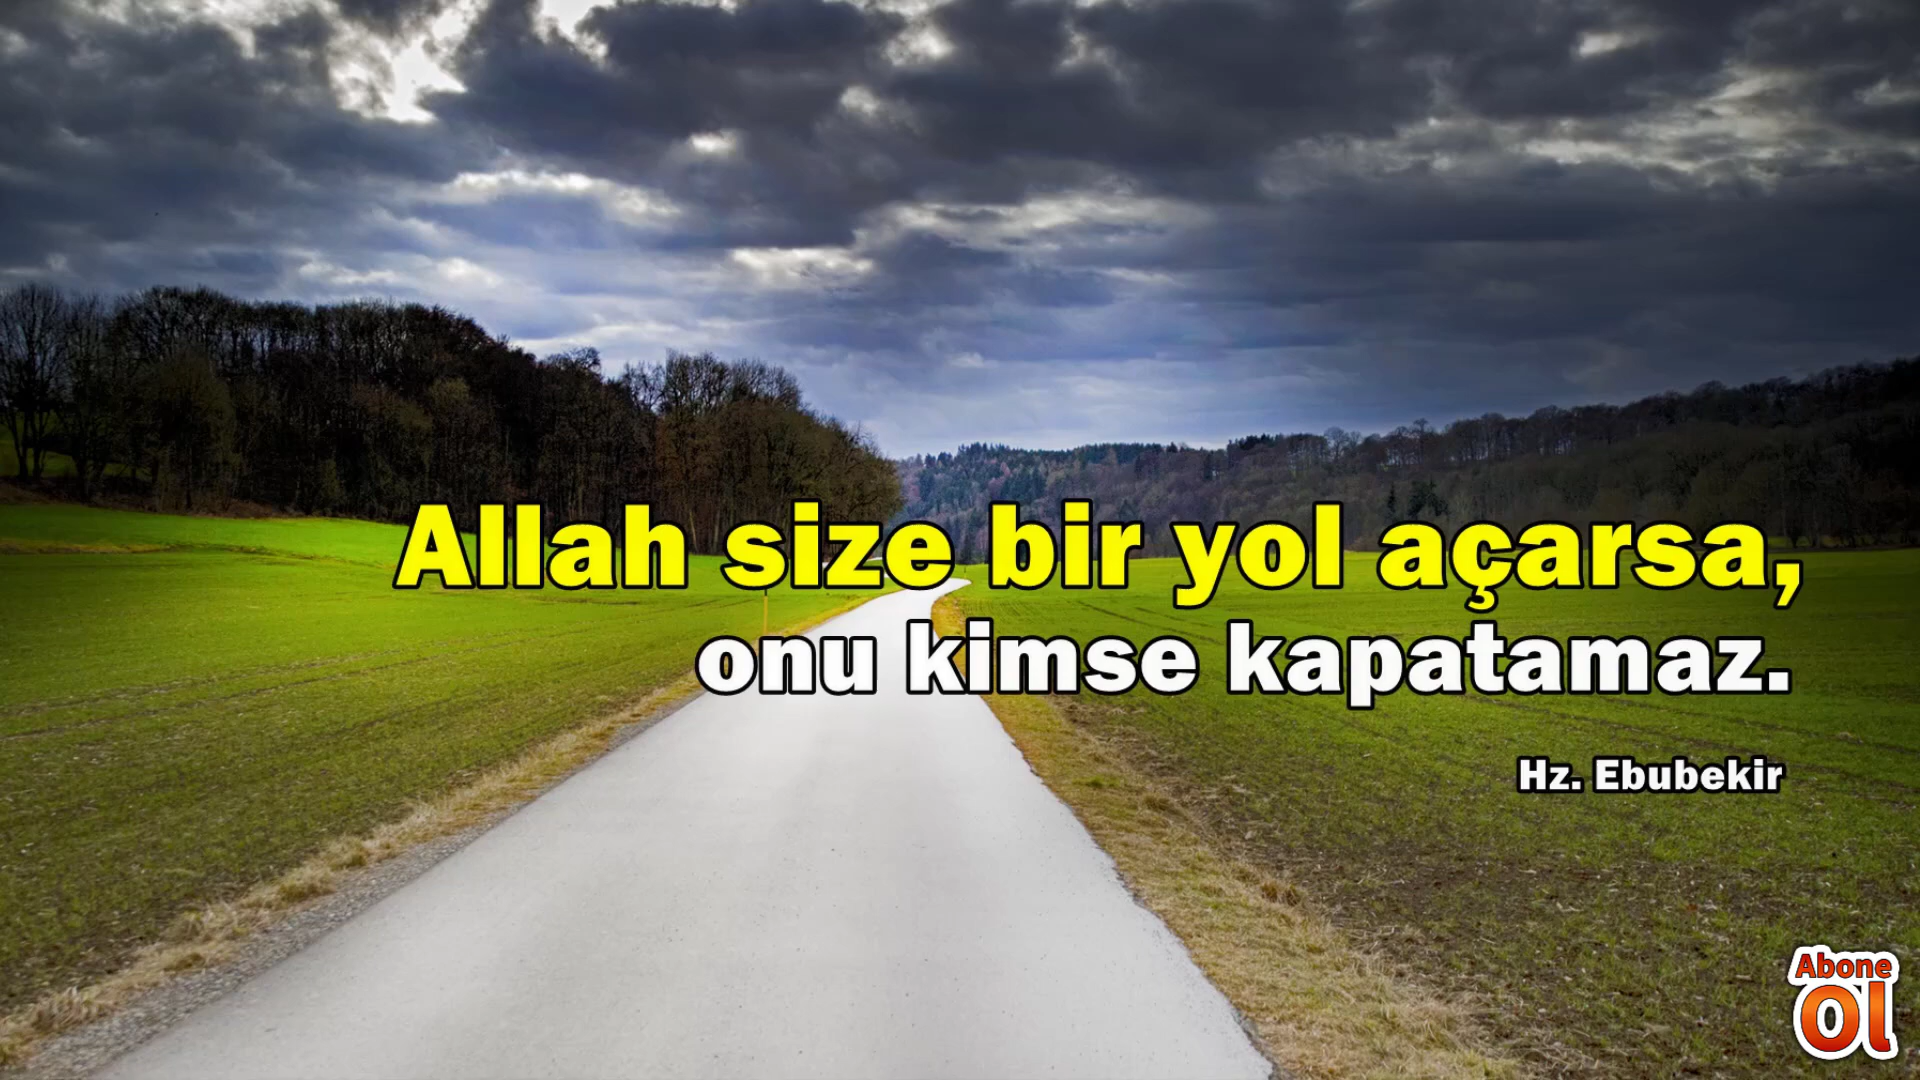 Allah size bir yol açarsa,
onu kimse kapatamaz.
Hz. Ebubekir
Abone
Ol